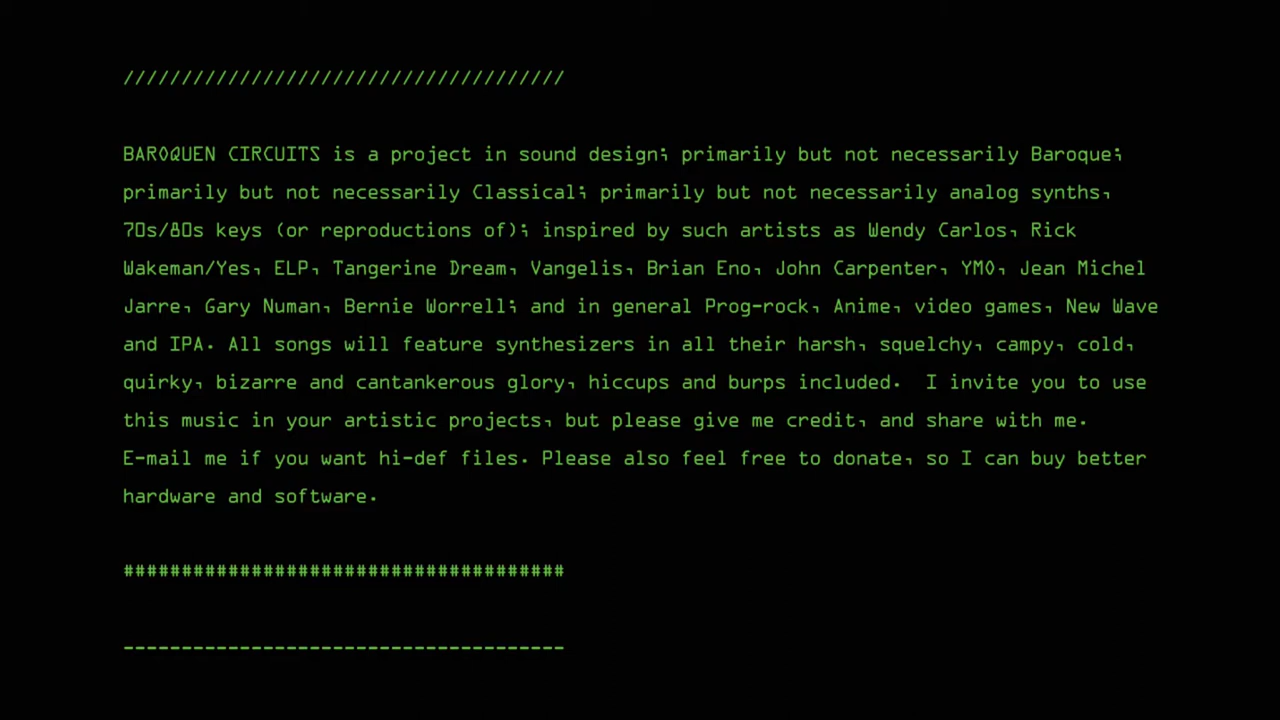 //////////////////////////////////////
BAROQUEN CIRCUITS is a project in sound design; primarily but not necessarily Baroque;
primarily but not necessarily Classical; primarily but not necessarily analog synths,
70s/80s keys (or reproductions of); inspired by such artists as Wendy Carlos, Rick
Wakeman/Yes, ELP, Tangerine Dream, Vangelis, Brian Eno, John Carpenter, YMO, Jean Michel
Jarre, Gary Numan, Bernie Worrell; and in general Prog-rock, Anime, video games, New Wave
and IPA. All songs will feature synthesizers in all their harsh, squelchy, campy, cold,
quirky, bizarre and cantankerous glory, hiccups and burps included.  I invite you to use
this music in your artistic projects, but please give me credit, and share with me.
E-mail me if you want hi-def files. Please also feel free to donate, so I can buy better
hardware and software.
######################################
--------------------------------------